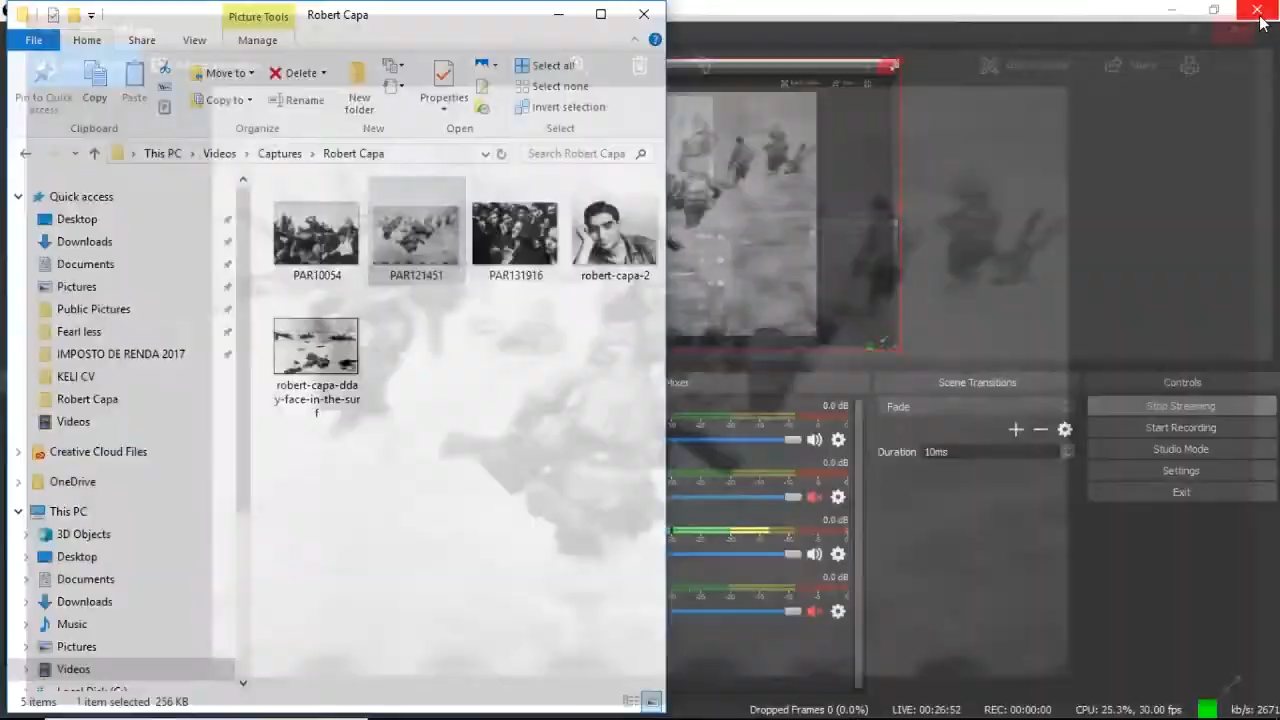 Picture Tools
Robert Capa
File
Home
Share
View
Manage
Pin to Quick access
Copy
Paste
Move to
Copy to
Delete
Rename
New folder
Properties
Select all
Select none
Invert selection
Clipboard
Organize
New
Open
Select
This PC
Videos
Captures
Robert Capa
Search Robert Capa
Quick access
Desktop
Downloads
Documents
Pictures
Public Pictures
Fearl less
IMPOSTO DE RENDA 2017
KELI CV
Robert Capa
Videos
Creative Cloud Files
OneDrive
This PC
3D Objects
Desktop
Documents
Downloads
Music
Pictures
Videos
Local Disk (C:)
PAR10054
PAR121451
PAR131916
robert-capa-2
robert-capa-dda
y-face-in-the-sur
f
5 items
1 item selected 256 KB
Mixer
0.0 dB
0.0 dB
0.0 dB
0.0 dB
Scene Transitions
Fade
Duration
10ms
Controls
Stop Streaming
Start Recording
Studio Mode
Settings
Exit
Dropped Frames 0 (0.0%)
LIVE: 00:26:52
REC: 00:00:00
CPU: 25.3%, 30.00 fps
kb/s: 2671